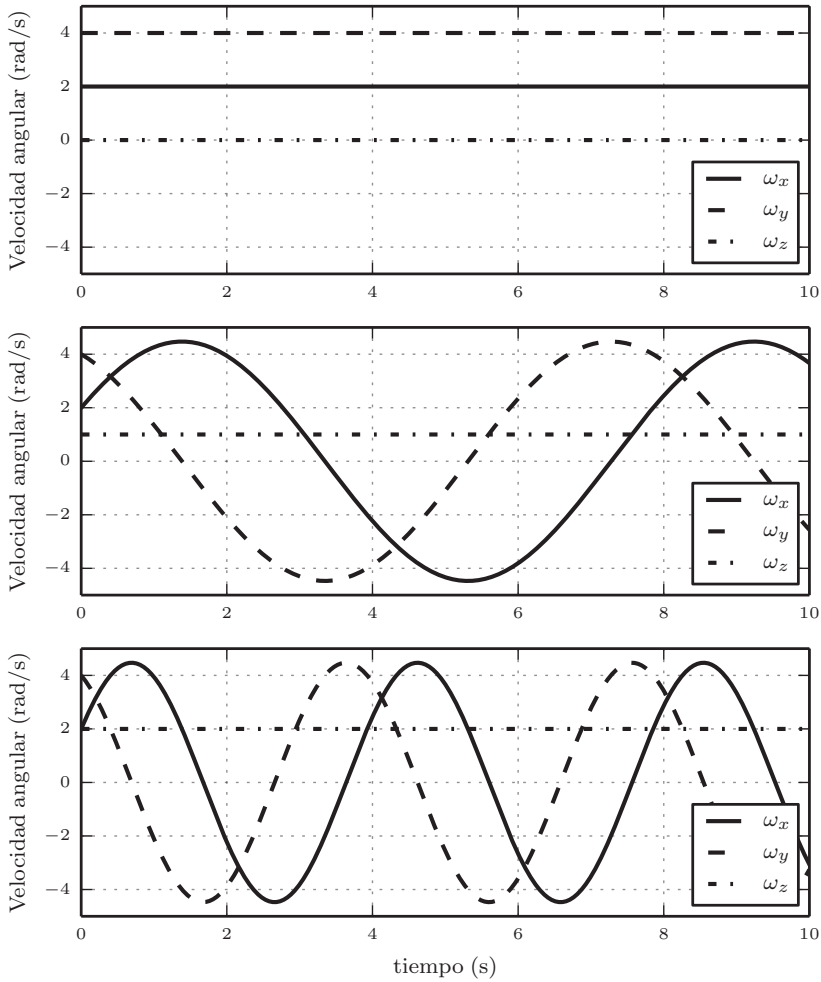 Velocidad angular (rad/s)
4
2
0
−2
−4
ωx
ωy
ωz
0 2 4 6 8 10
Velocidad angular (rad/s)
4
2
0
−2
−4
ωx
ωy
ωz
0 2 4 6 8 10
Velocidad angular (rad/s)
4
2
0
−2
−4
ωx
ωy
ωz
0 2 4 6 8 10
tiempo (s)